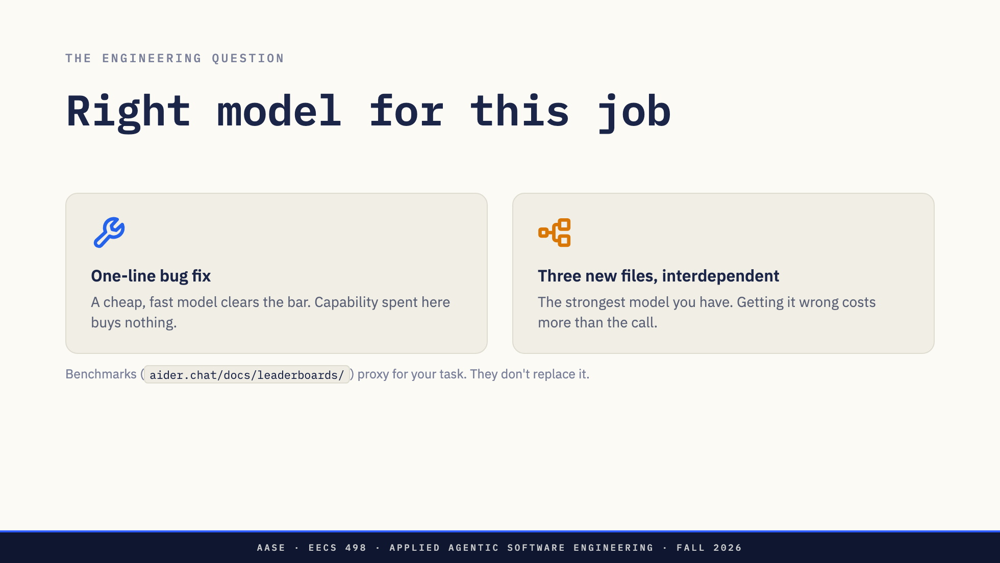 THE ENGINEERING QUESTION
Right model for this job
One-line bug fix
A cheap, fast model clears the bar. Capability spent here
buys nothing.
Three new files, interdependent
The strongest model you have. Getting it wrong costs
more than the call.
Benchmarks (aider.chat/docs/leaderboards/) proxy for your task. They don't replace it.
AASE · EECS 498 · APPLIED AGENTIC SOFTWARE ENGINEERING · FALL 2026